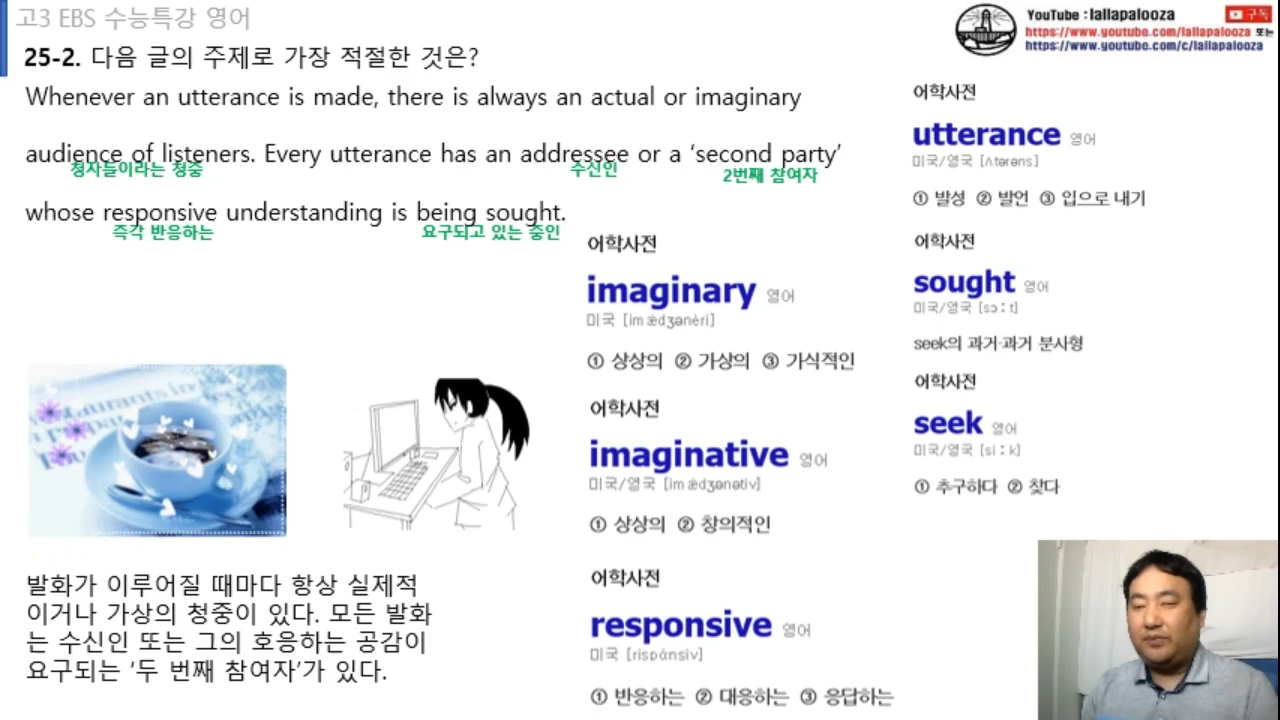 고3 EBS 수능특강 영어
YouTube : lallapalooza
구독
https://www.youtube.com/lallapalooza 또는
https://www.youtube.com/c/lallapalooza
25-2. 다음 글의 주제로 가장 적절한 것은?
Whenever an utterance is made, there is always an actual or imaginary
audience of listeners. Every utterance has an addressee or a ‘second party’
청자들이라는 청중
수신인
2번째 참여자
whose responsive understanding is being sought.
즉각 반응하는
요구되고 있는 중인
어학사전
utterance 영어
미국/영국 [ʌtərəns]
① 발성 ② 발언 ③ 입으로 내기
어학사전
sought 영어
미국/영국 [sɔːt]
seek의 과거·과거 분사형
어학사전
seek 영어
미국/영국 [siːk]
① 추구하다 ② 찾다
어학사전
imaginary 영어
미국 [imǽdʒənèri]
① 상상의 ② 가상의 ③ 가식적인
어학사전
imaginative 영어
미국/영국 [imǽdʒənətiv]
① 상상의 ② 창의적인
어학사전
responsive 영어
미국 [rispánsiv]
① 반응하는 ② 대응하는 ③ 응답하는
발화가 이루어질 때마다 항상 실제적
이거나 가상의 청중이 있다. 모든 발화
는 수신인 또는 그의 호응하는 공감이
요구되는 ‘두 번째 참여자’가 있다.